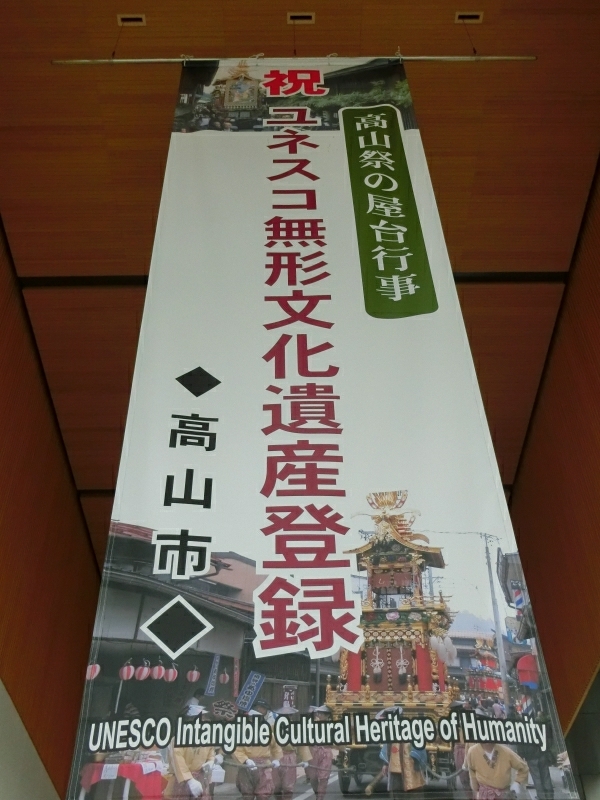 高山祭の屋台行事
祝 ユネスコ無形文化遺産登録
◆高山市◆
UNESCO Intangible Cultural Heritage of Humanity